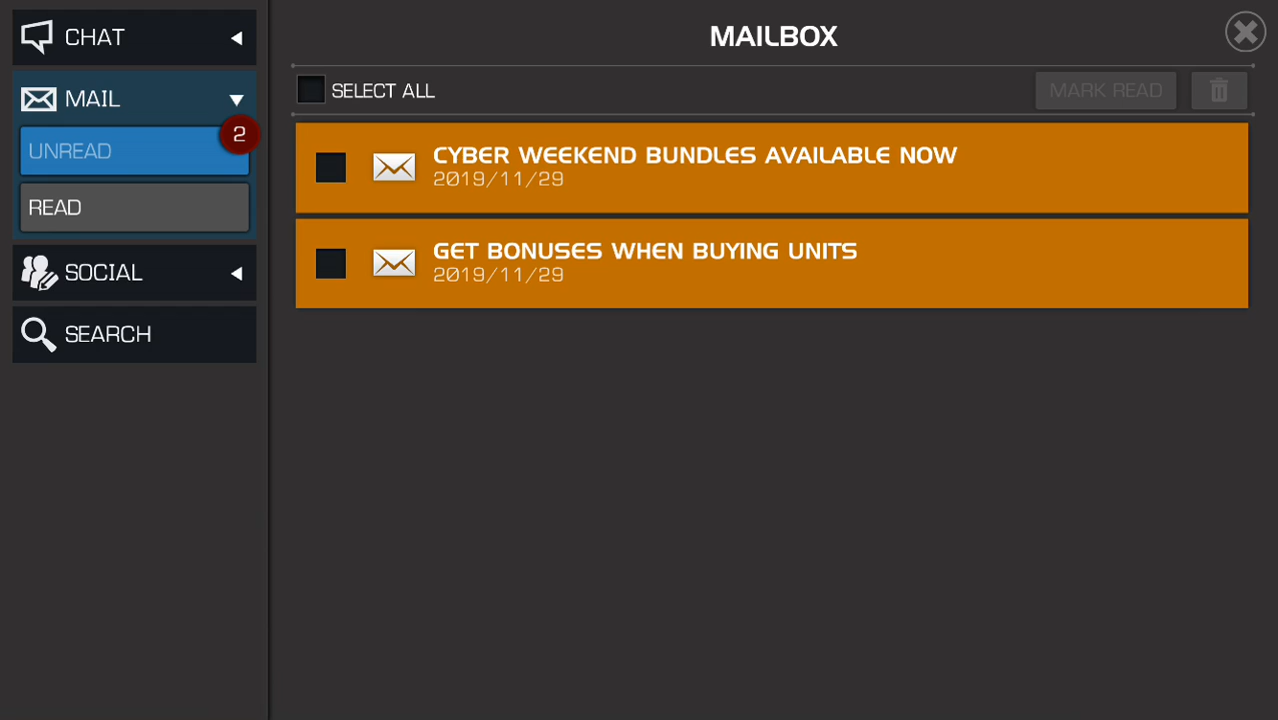 CHAT
MAIL
UNREAD
2
READ
SOCIAL
SEARCH
MAILBOX
SELECT ALL
MARK READ
CYBER WEEKEND BUNDLES AVAILABLE NOW
2019/11/29
GET BONUSES WHEN BUYING UNITS
2019/11/29